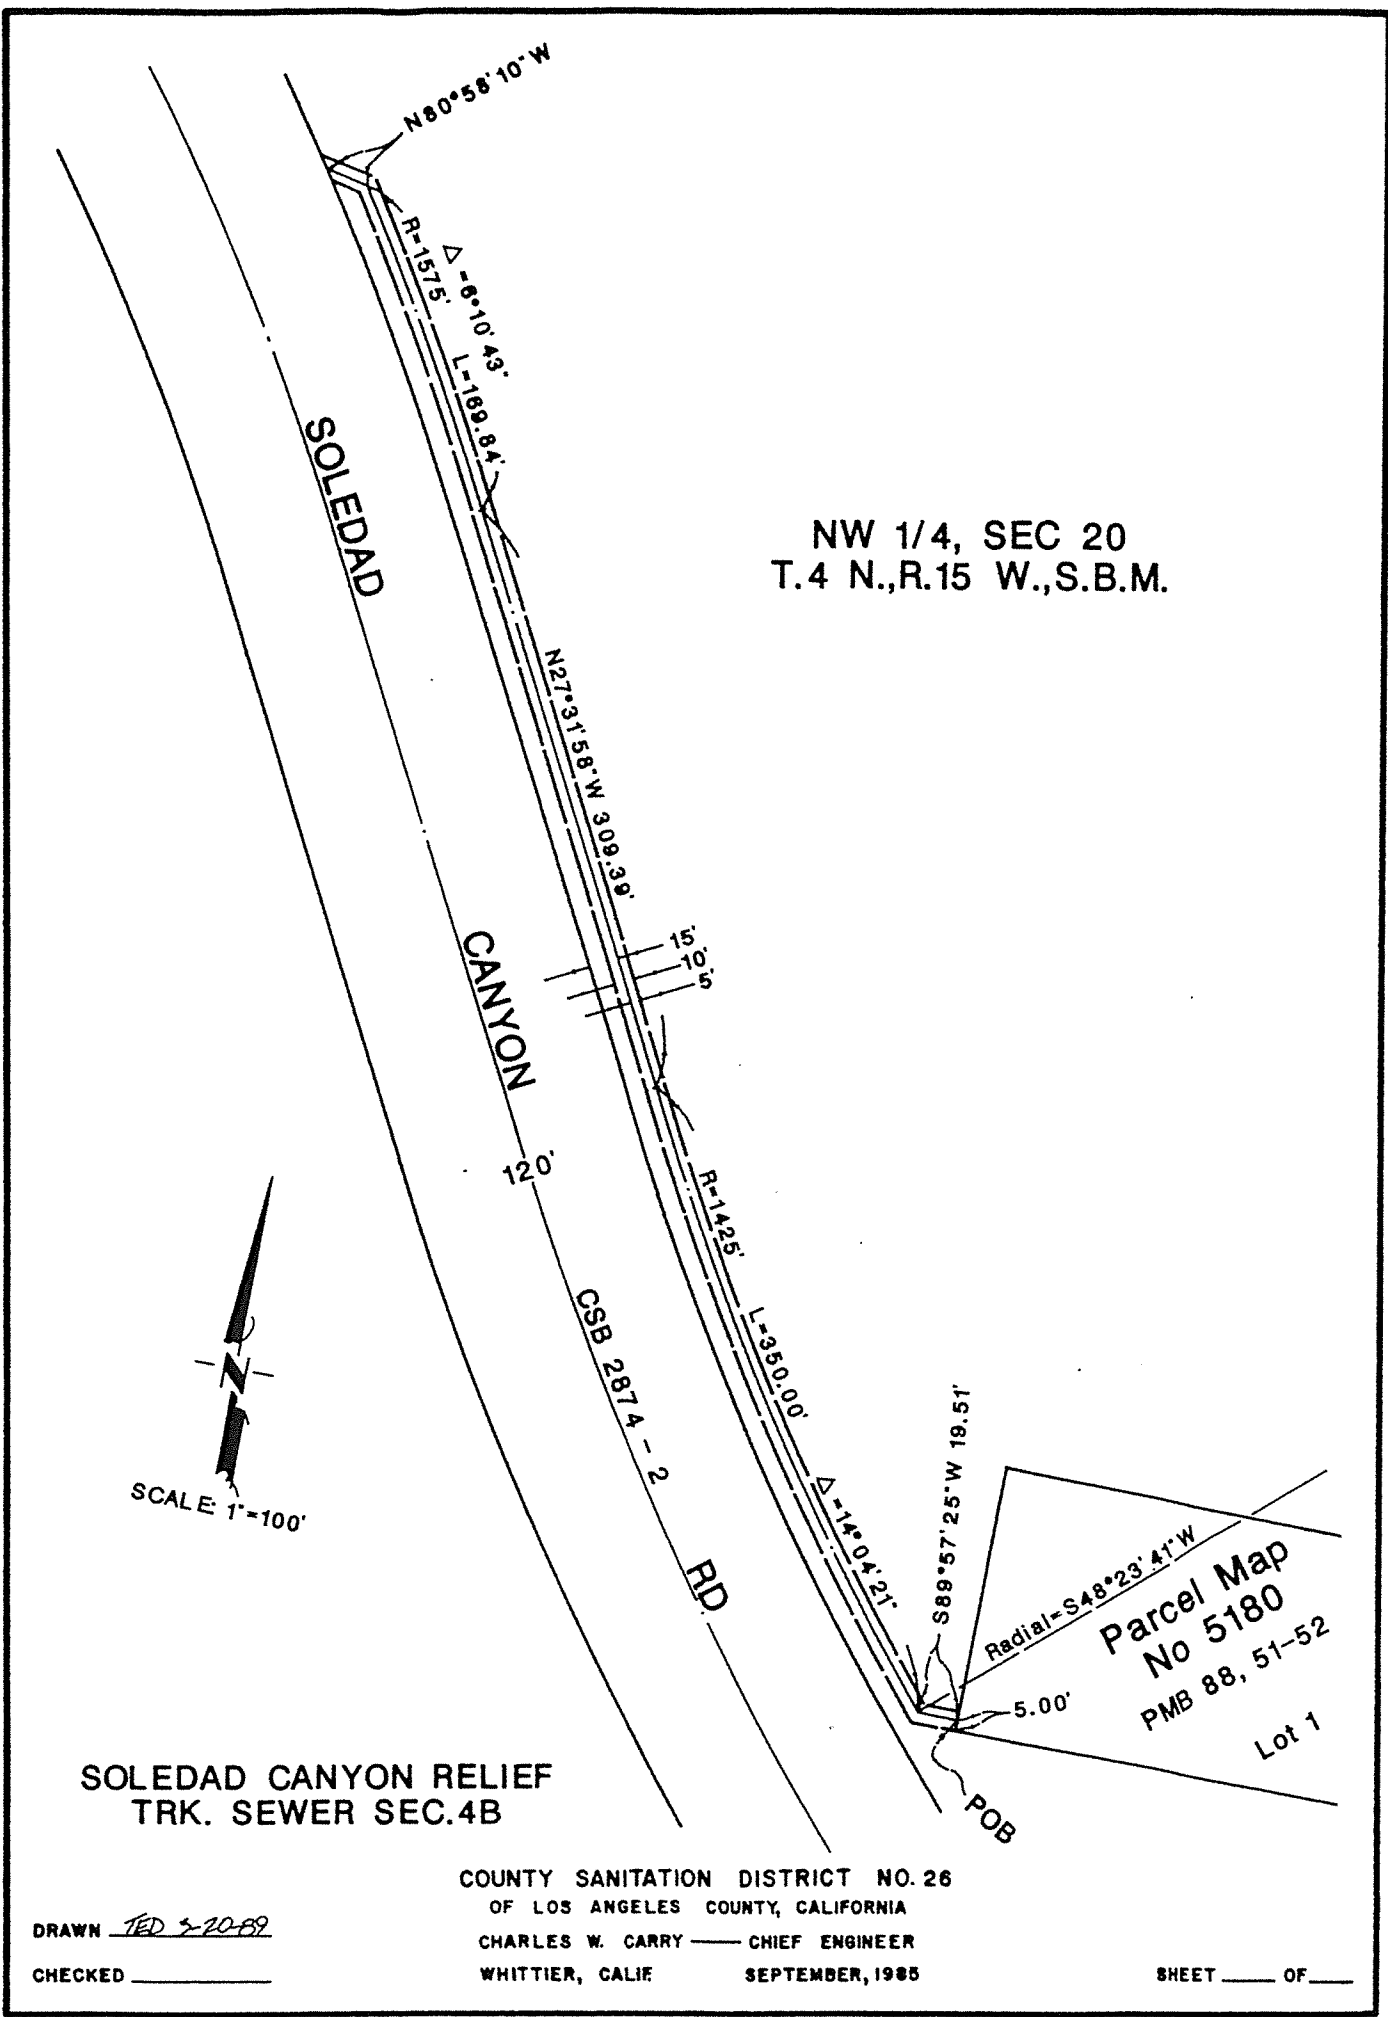 N80°58'10"W
R=1575'
Δ=6°10'43"
L=169.84'
SOLEDAD
NW 1/4, SEC 20
T.4 N.,R.15 W.,S.B.M.
N27°31'58"W 309.39'
15'
10'
5'
CANYON
120'
R=1425'
CSB 2874-2
L=350.00'
N
SCALE: 1"=100'
Δ=14°04'21"
S89°57'25"W 19.51'
RD
Radial=S48°23'41"W
Parcel Map
No 5180
PMB 88, 51-52
Lot 1
5.00'
POB
SOLEDAD CANYON RELIEF
TRK. SEWER SEC.4B
COUNTY SANITATION DISTRICT NO. 26
OF LOS ANGELES COUNTY, CALIFORNIA
CHARLES W. CARRY — CHIEF ENGINEER
WHITTIER, CALIF. SEPTEMBER, 1985
DRAWN TED 3-20-89
CHECKED
SHEET ____ OF ____